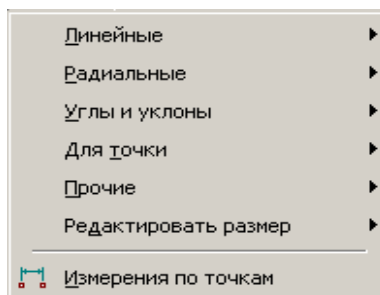 Линейные
Радиальные
Углы и уклоны
Для точки
Прочие
Редактировать размер
Измерения по точкам